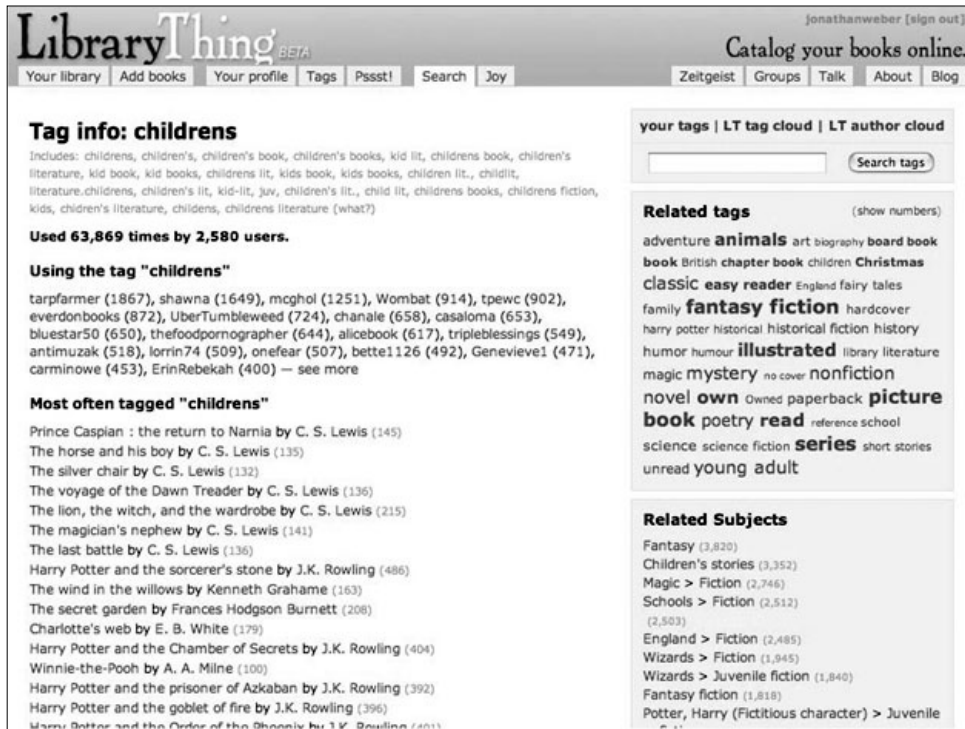 jonathanweber [sign out]
LibraryThing BETA
Catalog your books online.
Your library Add books Your profile Tags Pssst! Search Joy Zeitgeist Groups Talk About Blog
Tag info: childrens
Includes: childrens, children's, children's book, children's books, kid lit, childrens book, children's
literature, kid book, kid books, childrens lit, kids book, kids books, children lit., childlit,
literature.childrens, children's lit, kid-lit, juv, children's lit., child lit, childrens books, childrens fiction,
kids, chidren's literature, childens, childrens literature (what?)
Used 63,869 times by 2,580 users.
Using the tag "childrens"
tarpfarmer (1867), shawna (1649), mcghol (1251), Wombat (914), tpewc (902),
everdonbooks (872), UberTumbleweed (724), chanale (658), casaloma (653),
bluestar50 (650), thefoodpornographer (644), alicebook (617), tripleblessings (549),
antimuzak (518), lorrin74 (509), onefear (507), bette1126 (492), Genevieve1 (471),
carminowe (453), ErinRebekah (400) — see more
Most often tagged "childrens"
Prince Caspian : the return to Narnia by C. S. Lewis (145)
The horse and his boy by C. S. Lewis (135)
The silver chair by C. S. Lewis (132)
The voyage of the Dawn Treader by C. S. Lewis (136)
The lion, the witch, and the wardrobe by C. S. Lewis (215)
The magician's nephew by C. S. Lewis (141)
The last battle by C. S. Lewis (136)
Harry Potter and the sorcerer's stone by J.K. Rowling (486)
The wind in the willows by Kenneth Grahame (163)
The secret garden by Frances Hodgson Burnett (208)
Charlotte's web by E. B. White (179)
Harry Potter and the Chamber of Secrets by J.K. Rowling (404)
Winnie-the-Pooh by A. A. Milne (100)
Harry Potter and the prisoner of Azkaban by J.K. Rowling (392)
Harry Potter and the goblet of fire by J.K. Rowling (396)
Harry Potter and the Order of the Phoenix by J.K. Rowling (401)
your tags | LT tag cloud | LT author cloud
Search tags
Related tags (show numbers)
adventure animals art biography board book
book British chapter book children Christmas
classic easy reader England fairy tales
family fantasy fiction hardcover
harry potter historical historical fiction history
humor humour illustrated library literature
magic mystery no cover nonfiction
novel own Owned paperback picture
book poetry read reference school
science science fiction series short stories
unread young adult
Related Subjects
Fantasy (3,820)
Children's stories (3,352)
Magic > Fiction (2,746)
Schools > Fiction (2,512)
(2,503)
England > Fiction (2,485)
Wizards > Fiction (1,945)
Wizards > Juvenile fiction (1,840)
Fantasy fiction (1,818)
Potter, Harry (Fictitious character) > Juvenile